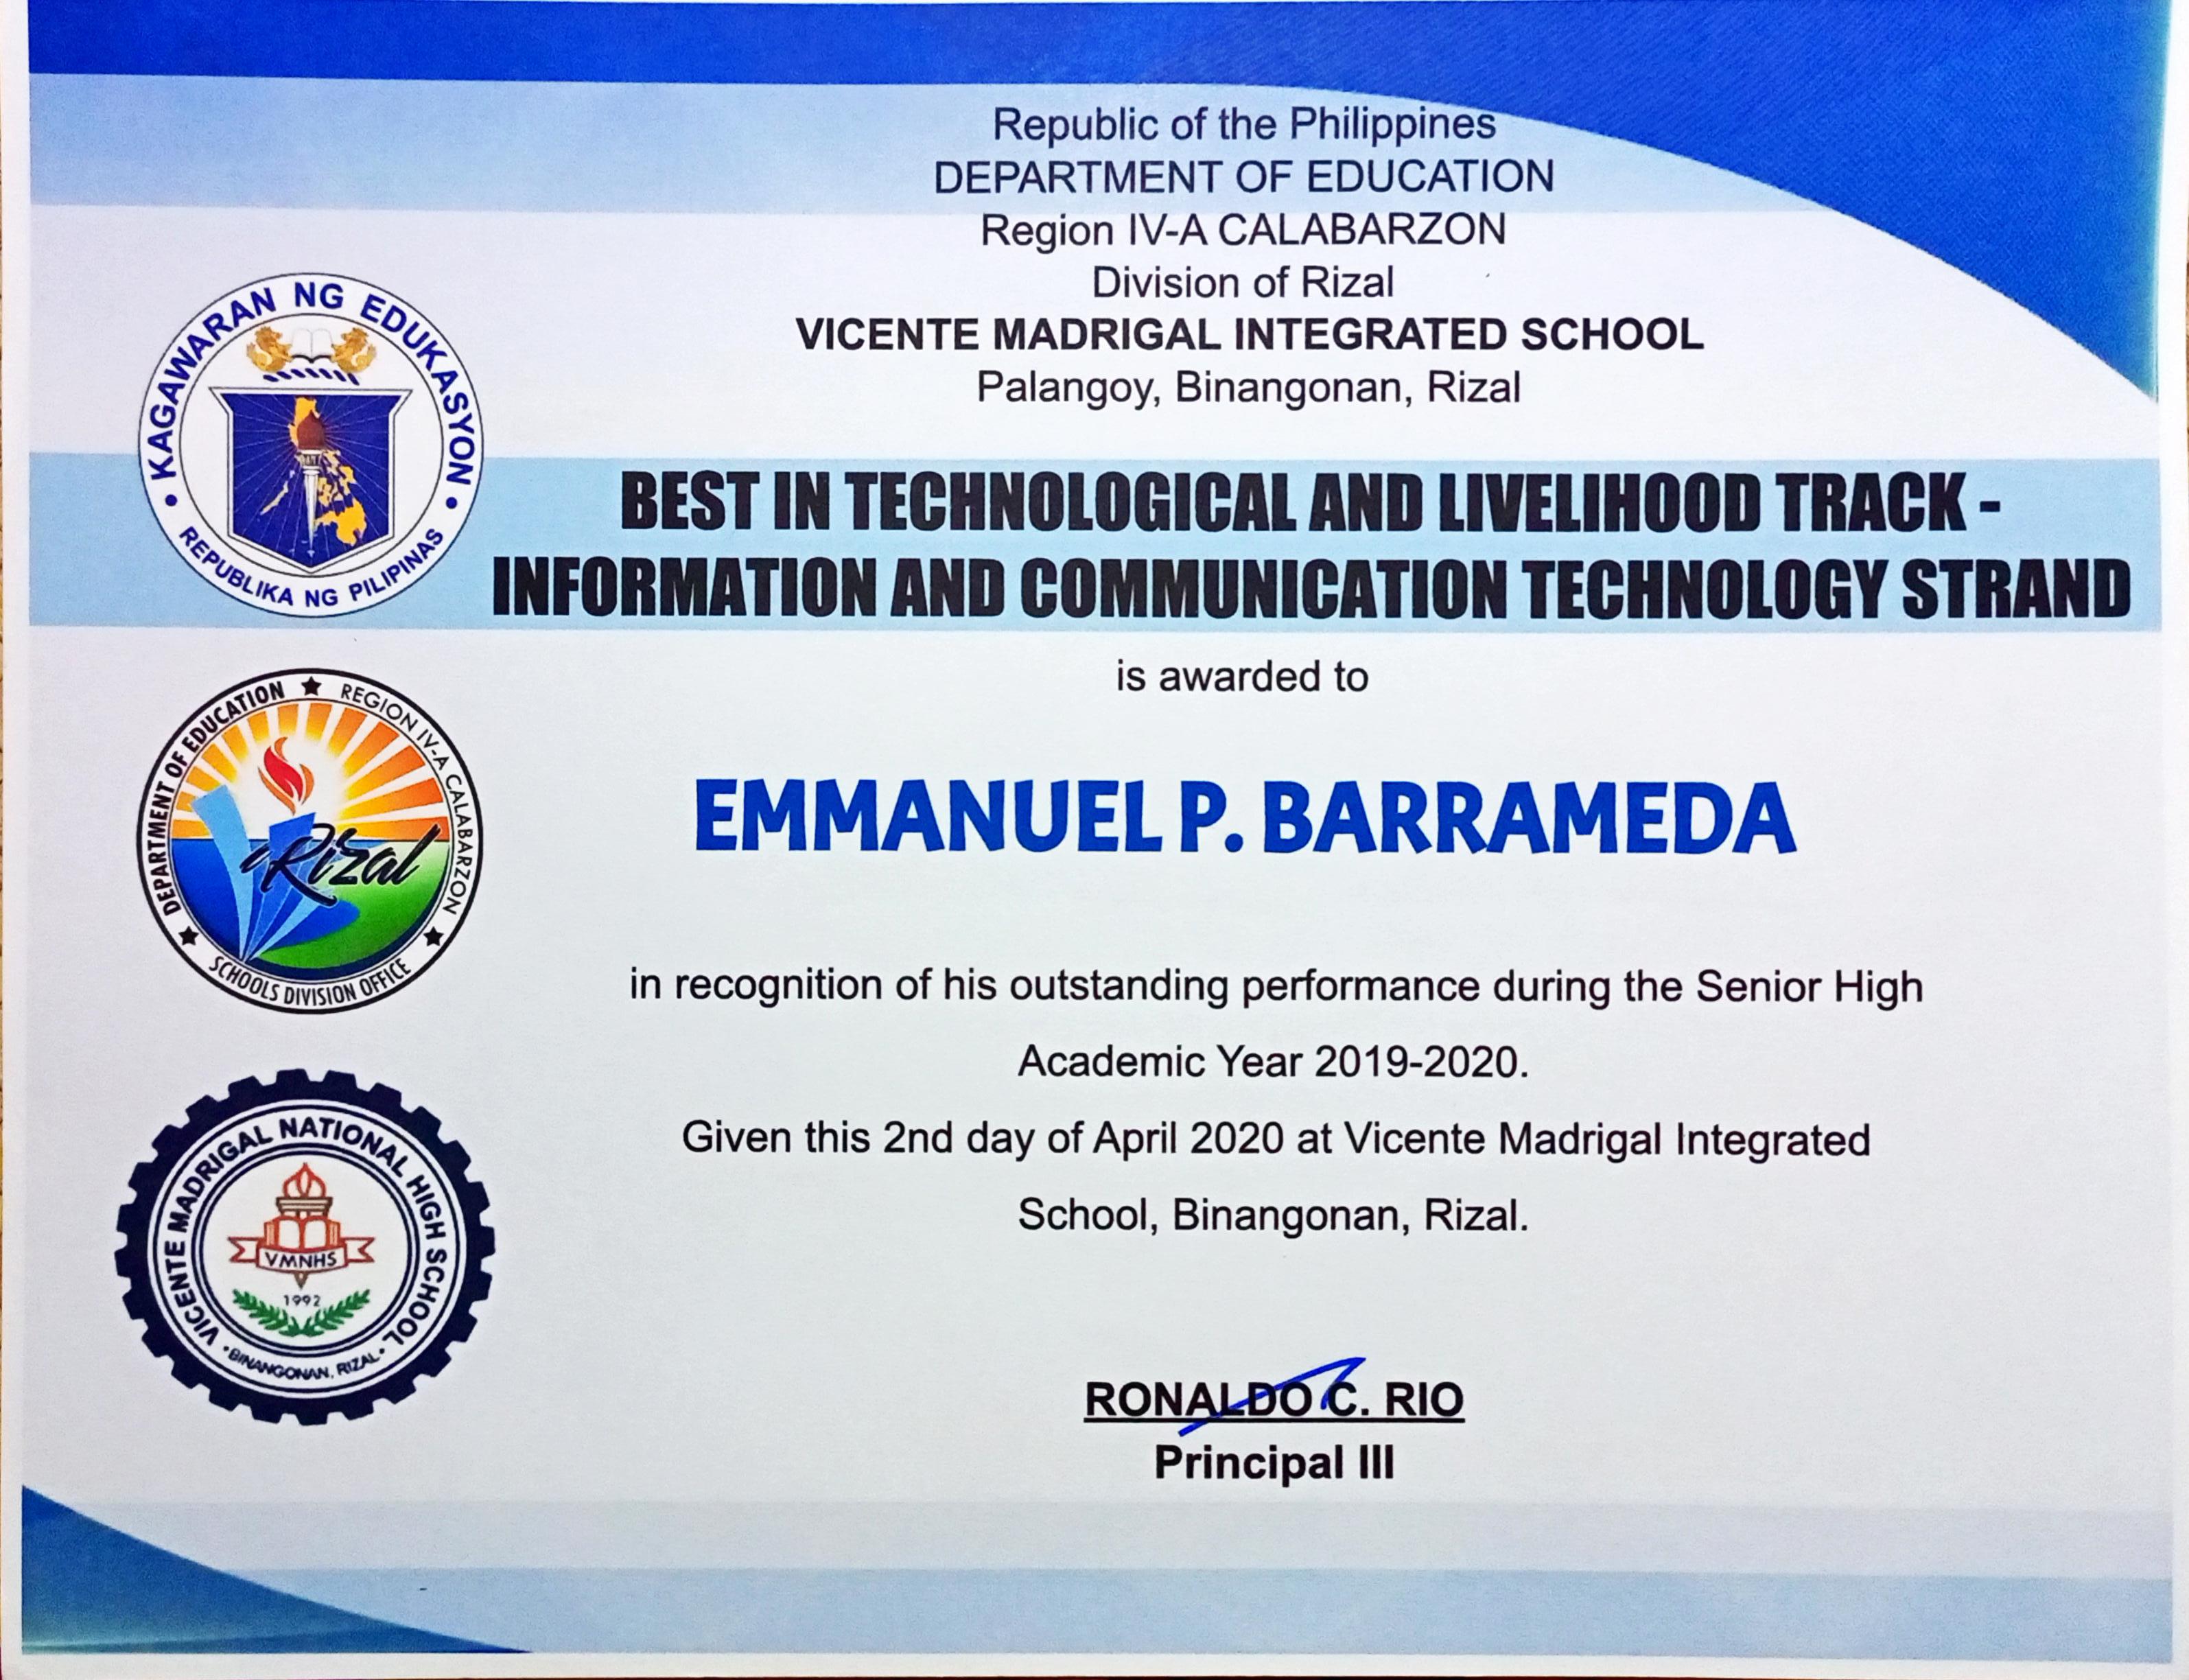 Republic of the Philippines
DEPARTMENT OF EDUCATION
Region IV-A CALABARZON
Division of Rizal
VICENTE MADRIGAL INTEGRATED SCHOOL
Palangoy, Binangonan, Rizal
KAGAWARAN NG EDUKASYON
REPUBLIKA NG PILIPINAS
BEST IN TECHNOLOGICAL AND LIVELIHOOD TRACK -
INFORMATION AND COMMUNICATION TECHNOLOGY STRAND
is awarded to
DEPARTMENT OF EDUCATION ★ REGION IV-A CALABARZON
Rizal
SCHOOLS DIVISION OFFICE
EMMANUEL P. BARRAMEDA
in recognition of his outstanding performance during the Senior High
Academic Year 2019-2020.
Given this 2nd day of April 2020 at Vicente Madrigal Integrated
School, Binangonan, Rizal.
VICENTE MADRIGAL NATIONAL HIGH SCHOOL
VMNHS
1992
BINANGONAN, RIZAL
RONALDO C. RIO
Principal III